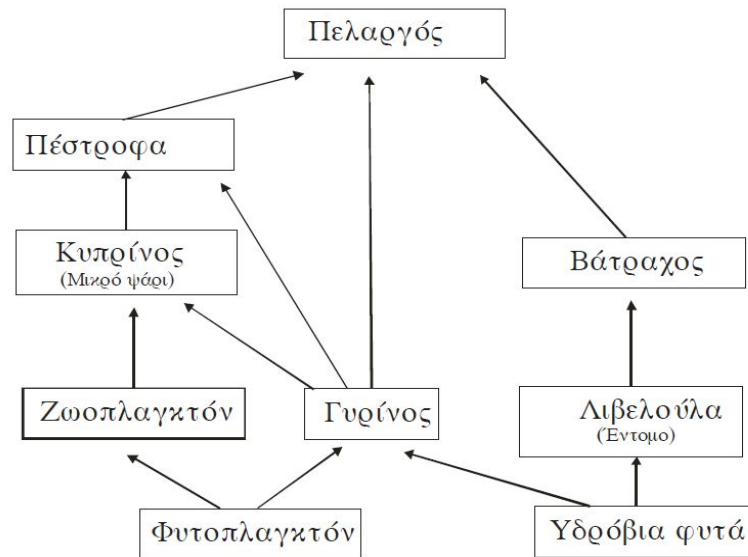 Πελαργός
Πέστροφα
Κυπρίνος
(Μικρό ψάρι)
Βάτραχος
Ζωοπλαγκτόν
Γυρίνος
Λιβελούλα
(Έντομο)
Φυτοπλαγκτόν
Υδρόβια φυτά